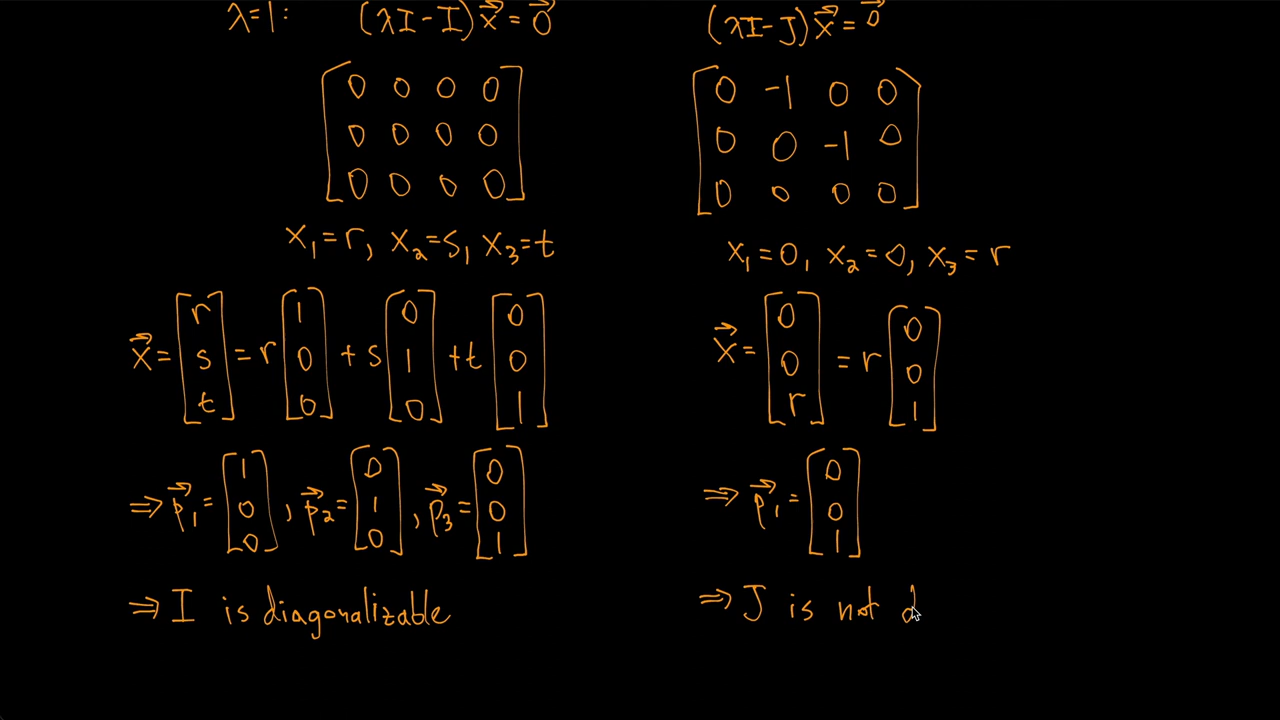 λ=1: (λI-I)x⃗=0⃗ (λI-J)x⃗=0⃗
[0 0 0 0] [0 -1 0 0]
[0 0 0 0] [0 0 -1 0]
[0 0 0 0] [0 0 0 0]
x₁=r, x₂=s, x₃=t x₁=0, x₂=0, x₃=r
x⃗=[r s t]=r[1 0 0]+s[0 1 0]+t[0 0 1] x⃗=[0 0 r]=r[0 0 1]
⇒p⃗₁=[1 0 0], p⃗₂=[0 1 0], p⃗₃=[0 0 1] ⇒p⃗₁=[0 0 1]
⇒ I is diagonalizable ⇒ J is not d